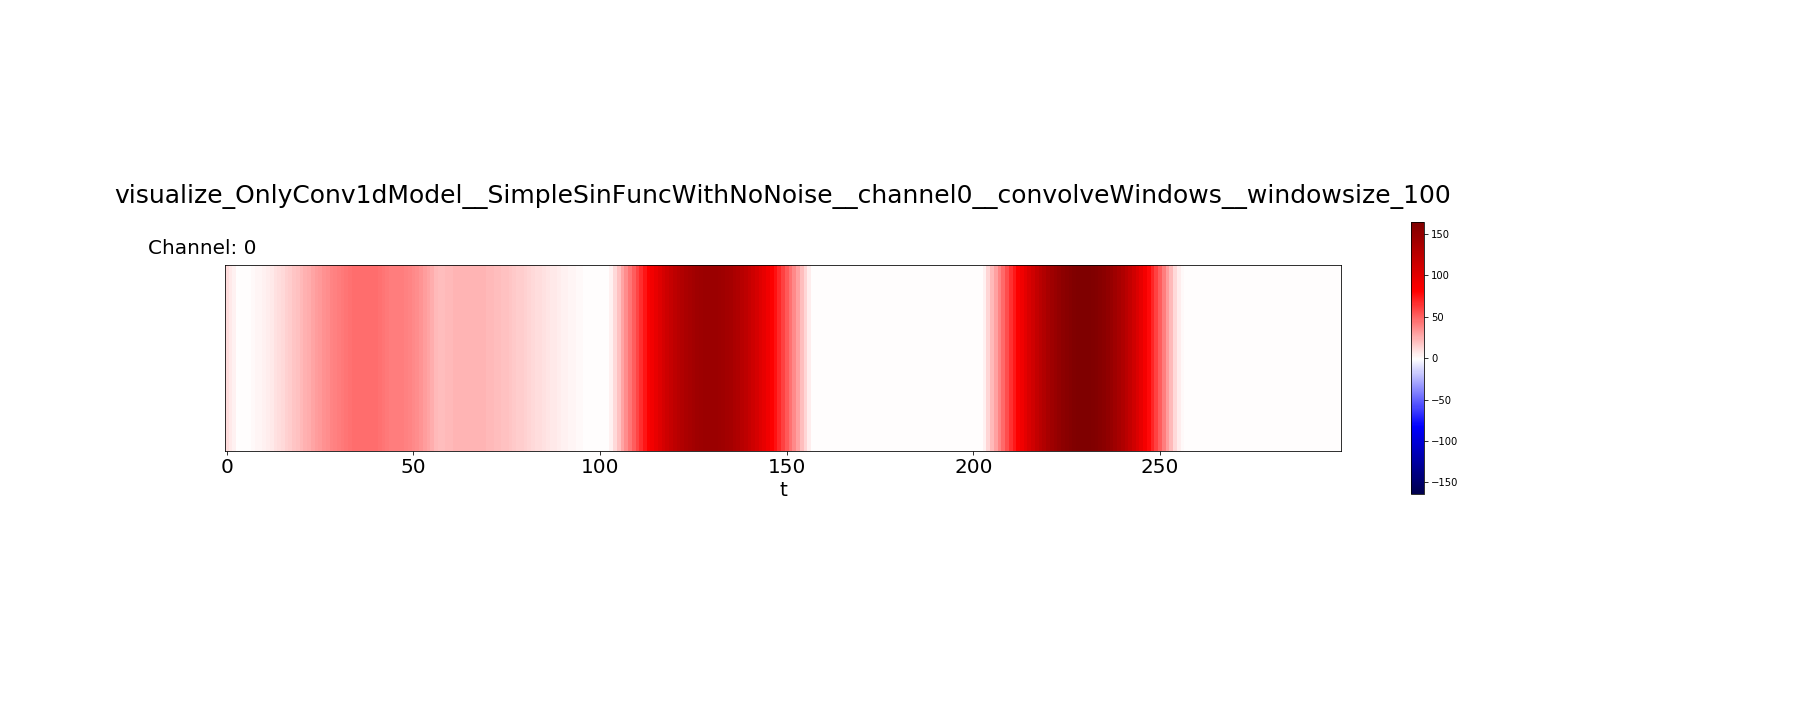 visualize_OnlyConv1dModel__SimpleSinFuncWithNoNoise__channel0__convolveWindows__windowsize_100
Channel: 0
150
100
50
0
−50
−100
−150
0 50 100 150 200 250
t